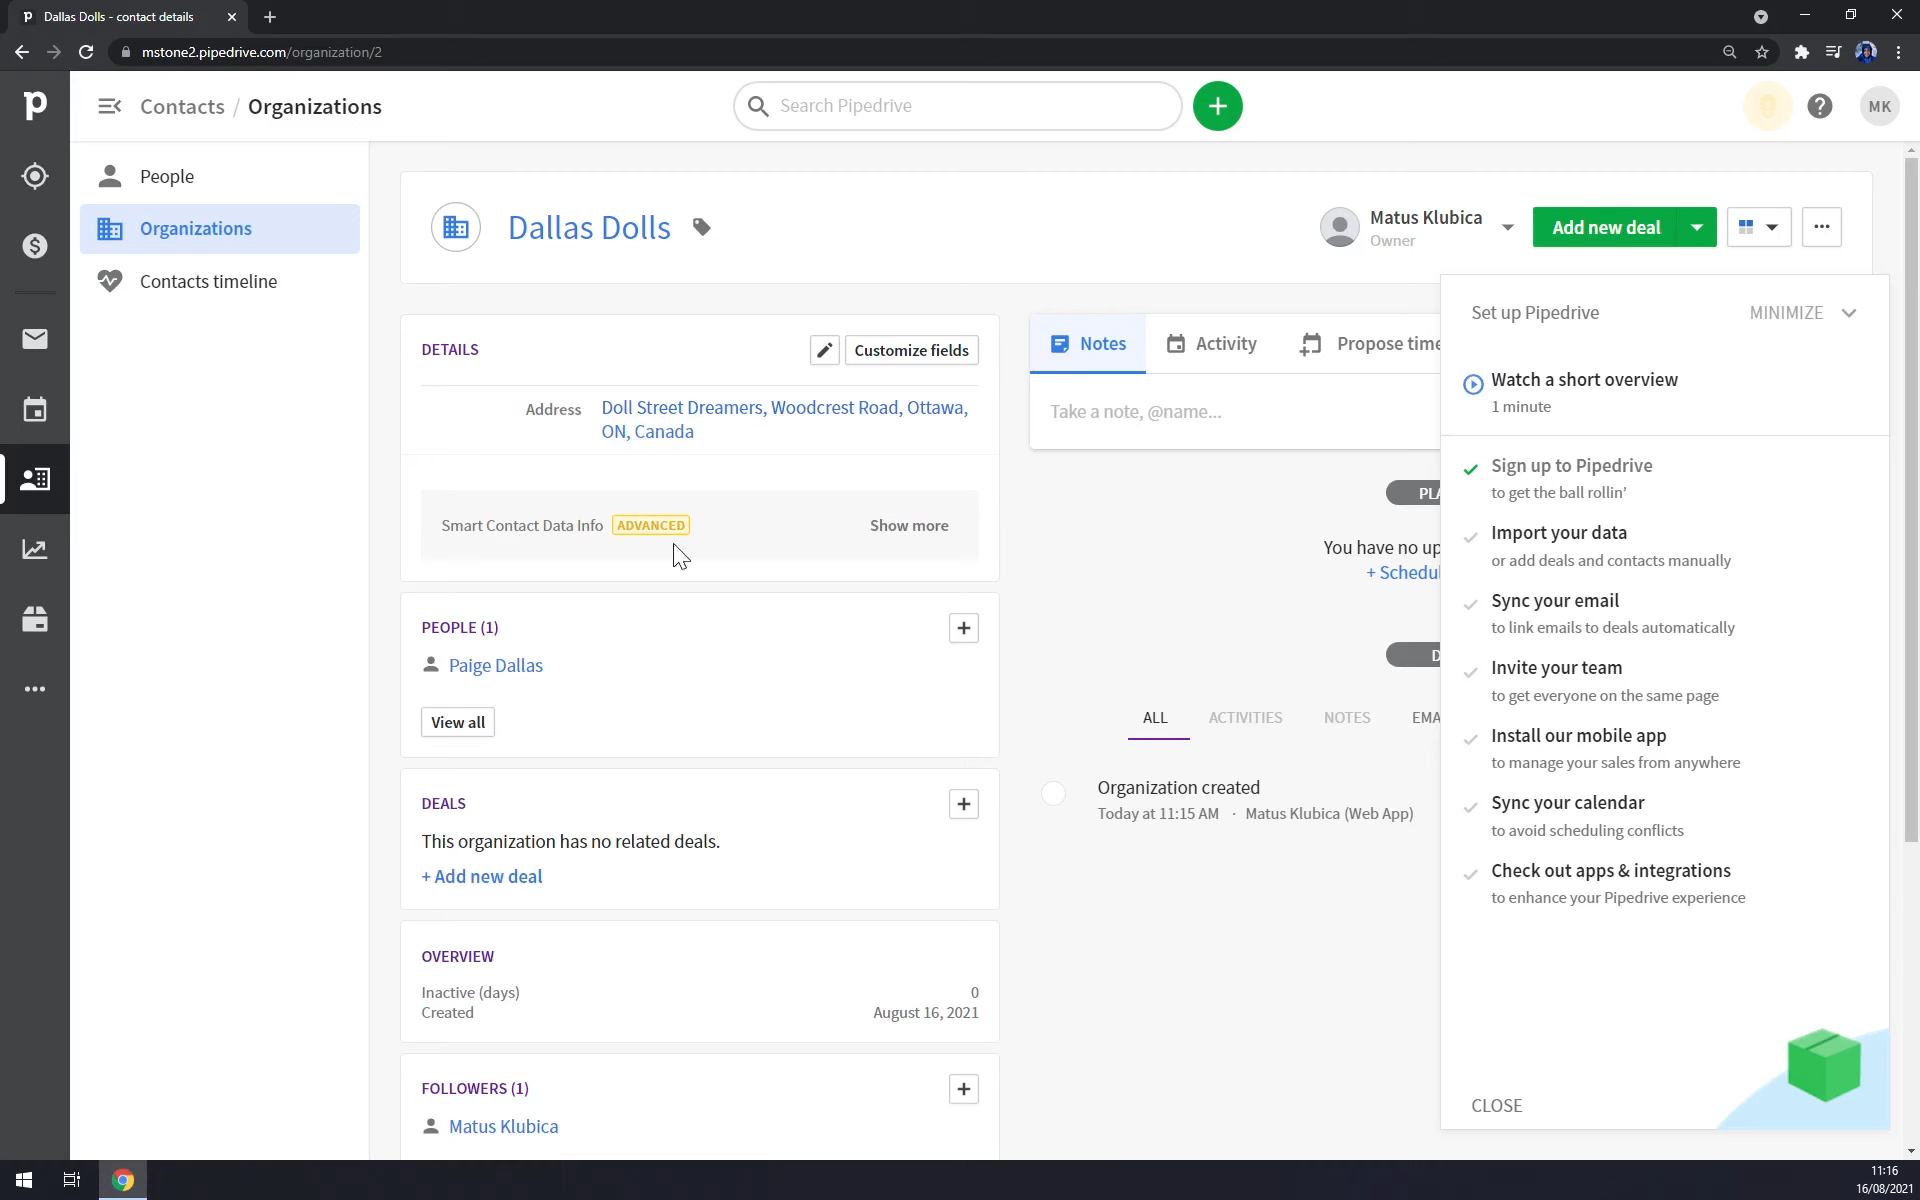 Dallas Dolls - contact details
mstone2.pipedrive.com/organization/2
Contacts / Organizations
Search Pipedrive
MK
People
Organizations
Contacts timeline
Dallas Dolls
Matus Klubica
Owner
Add new deal
DETAILS
Customize fields
Address
Doll Street Dreamers, Woodcrest Road, Ottawa,
ON, Canada
Smart Contact Data Info ADVANCED
Show more
PEOPLE (1)
Paige Dallas
View all
DEALS
This organization has no related deals.
+ Add new deal
OVERVIEW
Inactive (days) 0
Created August 16, 2021
FOLLOWERS (1)
Matus Klubica
Notes
Activity
Propose time
Take a note, @name...
PLA
You have no up
+ Schedul
D
ALL
ACTIVITIES
NOTES
EMA
Organization created
Today at 11:15 AM · Matus Klubica (Web App)
Set up Pipedrive
MINIMIZE
Watch a short overview
1 minute
Sign up to Pipedrive
to get the ball rollin'
Import your data
or add deals and contacts manually
Sync your email
to link emails to deals automatically
Invite your team
to get everyone on the same page
Install our mobile app
to manage your sales from anywhere
Sync your calendar
to avoid scheduling conflicts
Check out apps & integrations
to enhance your Pipedrive experience
CLOSE
11:16
16/08/2021